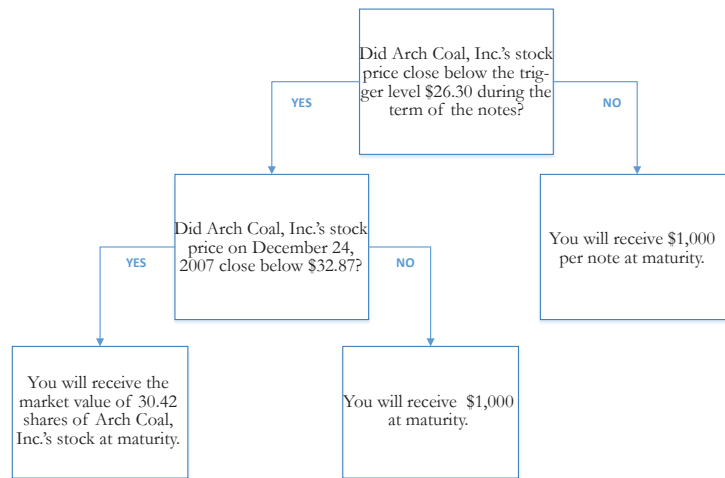 Did Arch Coal, Inc.'s stock
price close below the trig-
ger level $26.30 during the
term of the notes?
YES
NO
Did Arch Coal, Inc.'s stock
price on December 24,
2007 close below $32.87?
You will receive $1,000
per note at maturity.
YES
NO
You will receive the
market value of 30.42
shares of Arch Coal,
Inc.'s stock at maturity.
You will receive $1,000
at maturity.